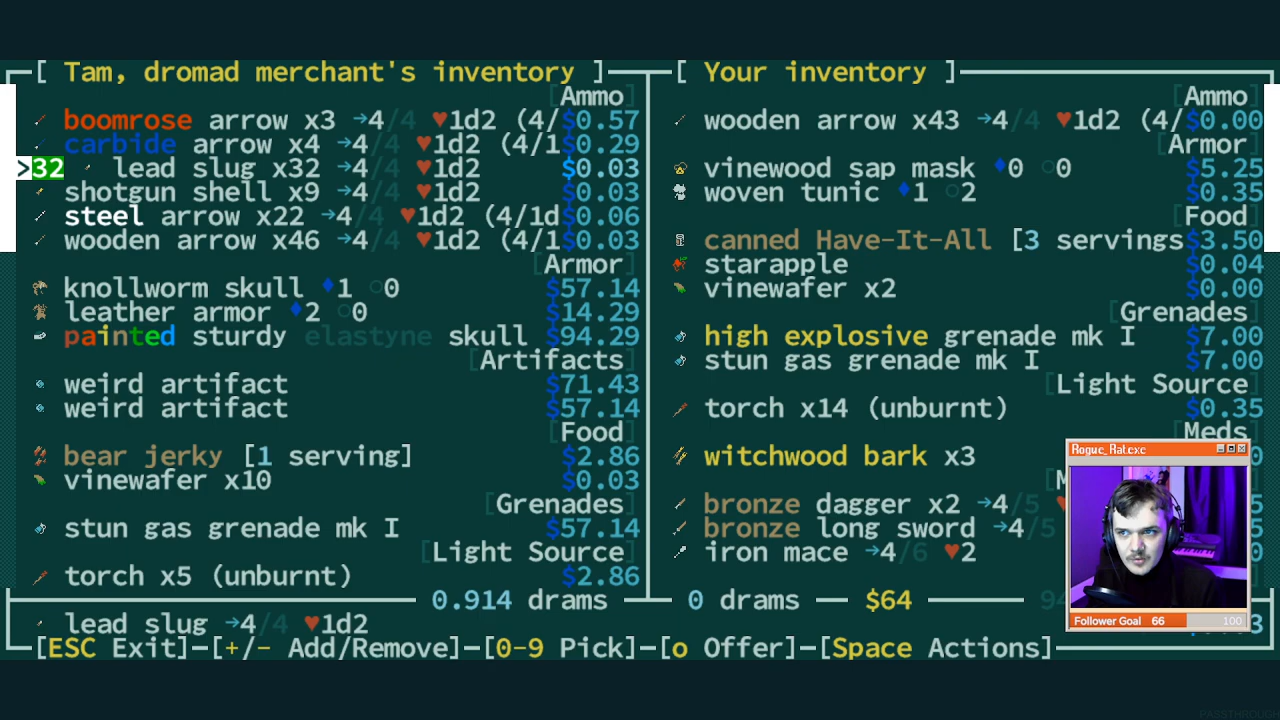 [ Tam, dromad merchant's inventory ]
[Ammo]
boomrose arrow x3 →4/4 ♥1d2 (4/ $0.57
carbide arrow x4 →4/4 ♥1d2 (4/1 $0.29
>32 lead slug x32 →4/4 ♥1d2 $0.03
shotgun shell x9 →4/4 ♥1d2 $0.03
steel arrow x22 →4/4 ♥1d2 (4/1d $0.06
wooden arrow x46 →4/4 ♥1d2 (4/1 $0.03
[Armor]
knollworm skull ♦1 ○0 $57.14
leather armor ♦2 ○0 $14.29
painted sturdy elastyne skull $94.29
[Artifacts]
weird artifact $71.43
weird artifact $57.14
[Food]
bear jerky [1 serving] $2.86
vinewafer x10 $0.03
[Grenades]
stun gas grenade mk I $57.14
[Light Source]
torch x5 (unburnt) $2.86
0.914 drams
[ Your inventory ]
[Ammo]
wooden arrow x43 →4/4 ♥1d2 (4/ $0.00
[Armor]
vinewood sap mask ♦0 ○0 $5.25
woven tunic ♦1 ○2 $0.35
[Food]
canned Have-It-All [3 servings $3.50
starapple $0.04
vinewafer x2 $0.00
[Grenades]
high explosive grenade mk I $7.00
stun gas grenade mk I $7.00
[Light Source]
torch x14 (unburnt) $0.35
[Meds
witchwood bark x3
bronze dagger x2 →4/5
bronze long sword →4/5
iron mace →4/6 ♥2
0 drams — $64
lead slug →4/4 ♥1d2
[ESC Exit]—[+/- Add/Remove]—[0-9 Pick]—[o Offer]—[Space Actions]
Rogue_Rat.exe
Follower Goal 66 100